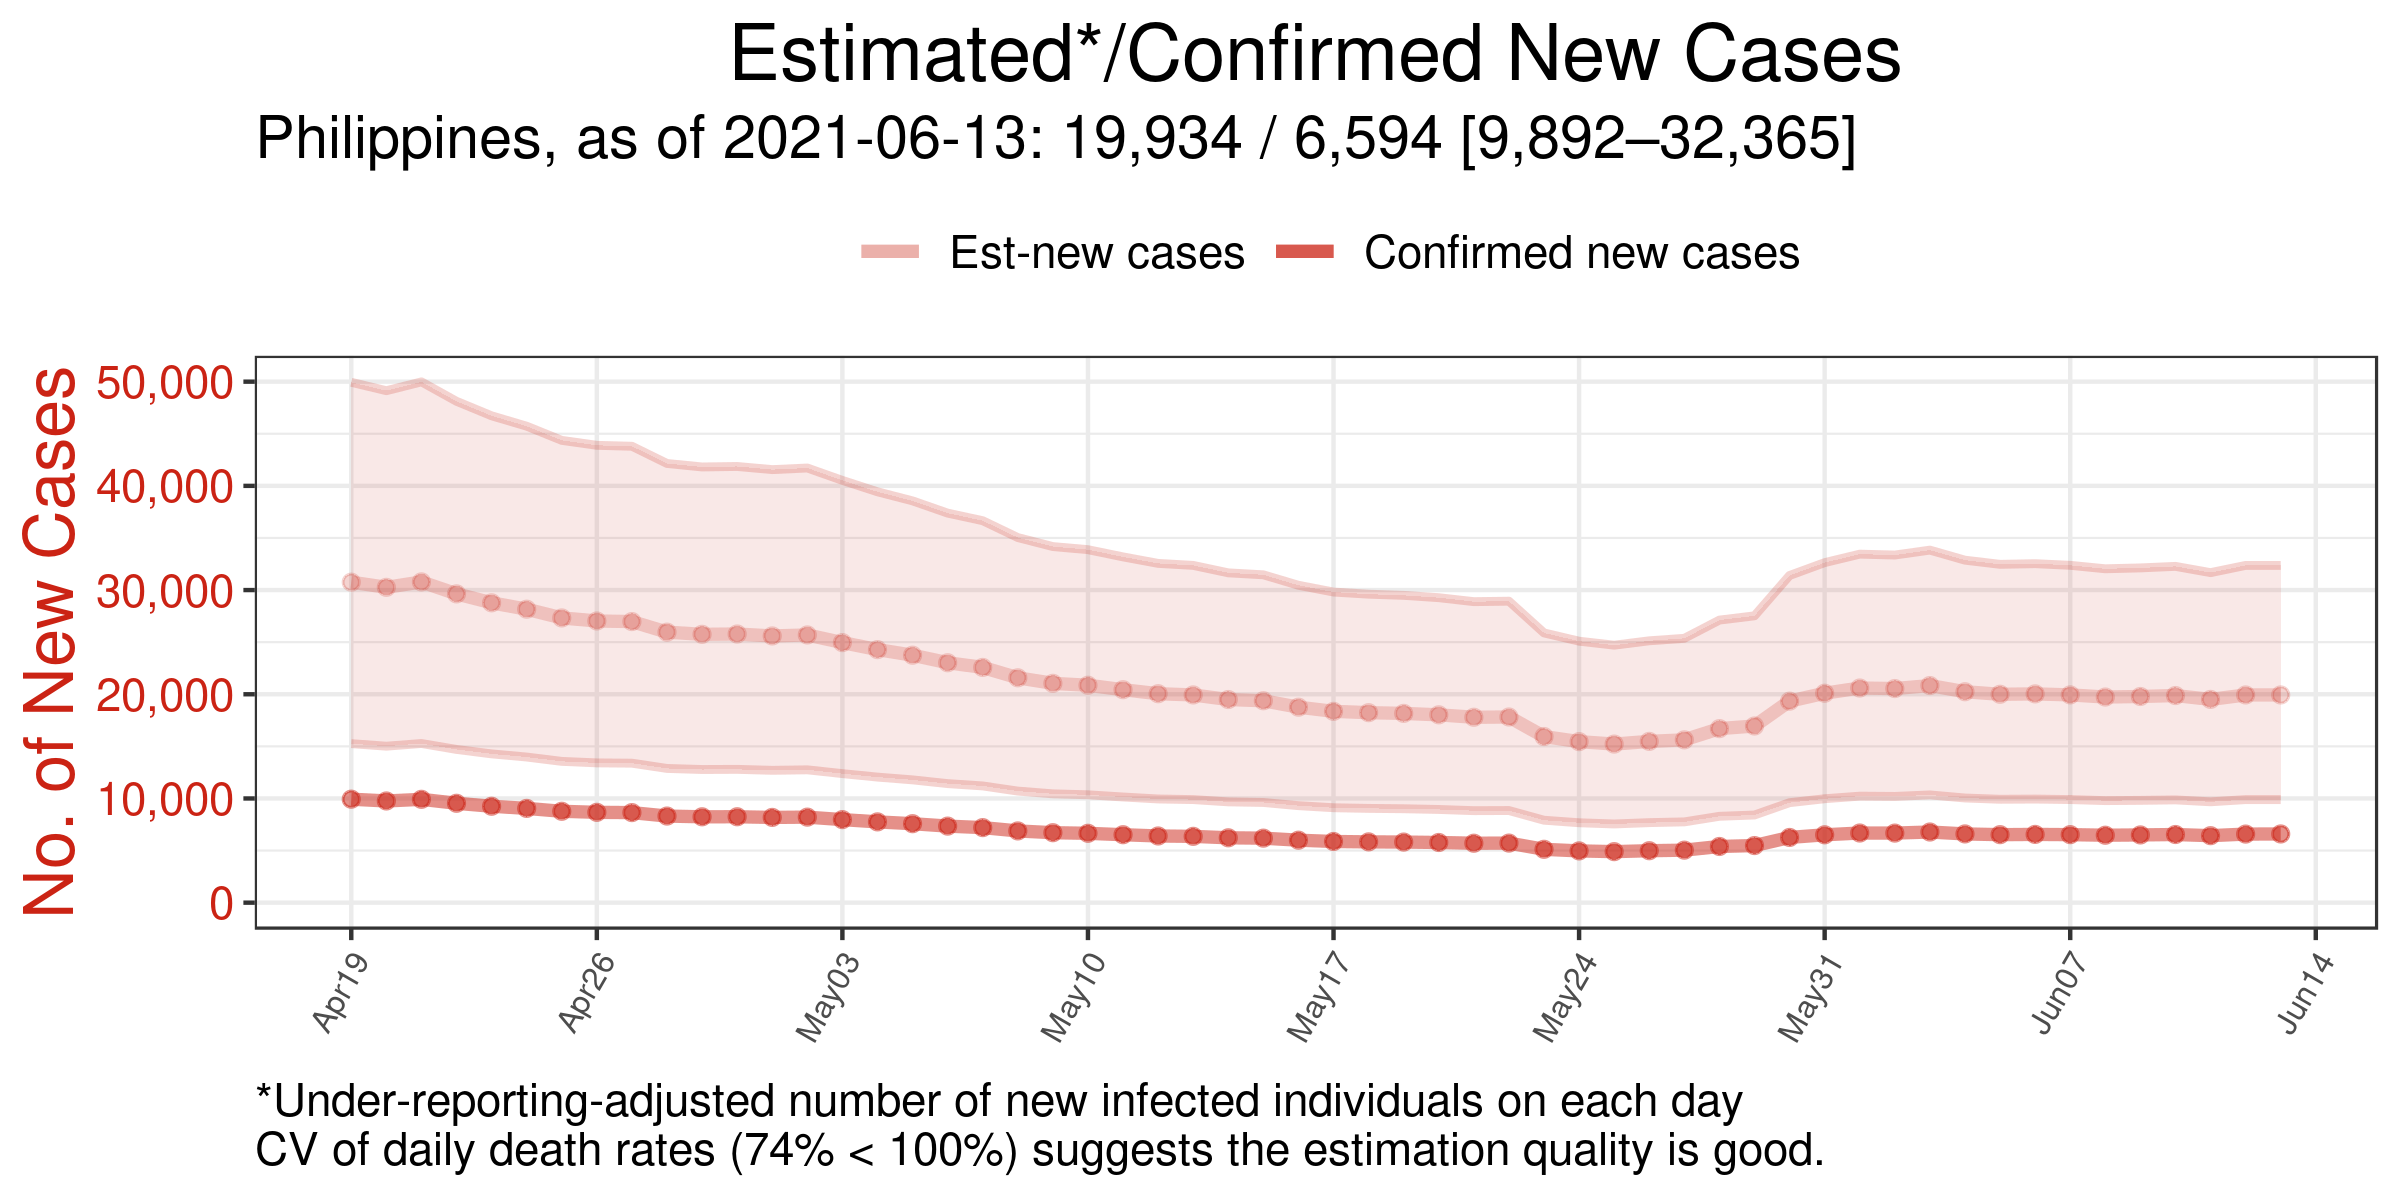 Estimated*/Confirmed New Cases
Philippines, as of 2021-06-13: 19,934 / 6,594 [9,892–32,365]
Est-new cases
Confirmed new cases
No. of New Cases
50,000
40,000
30,000
20,000
10,000
0
Apr19
Apr26
May03
May10
May17
May24
May31
Jun07
Jun14
*Under-reporting-adjusted number of new infected individuals on each day
CV of daily death rates (74% < 100%) suggests the estimation quality is good.